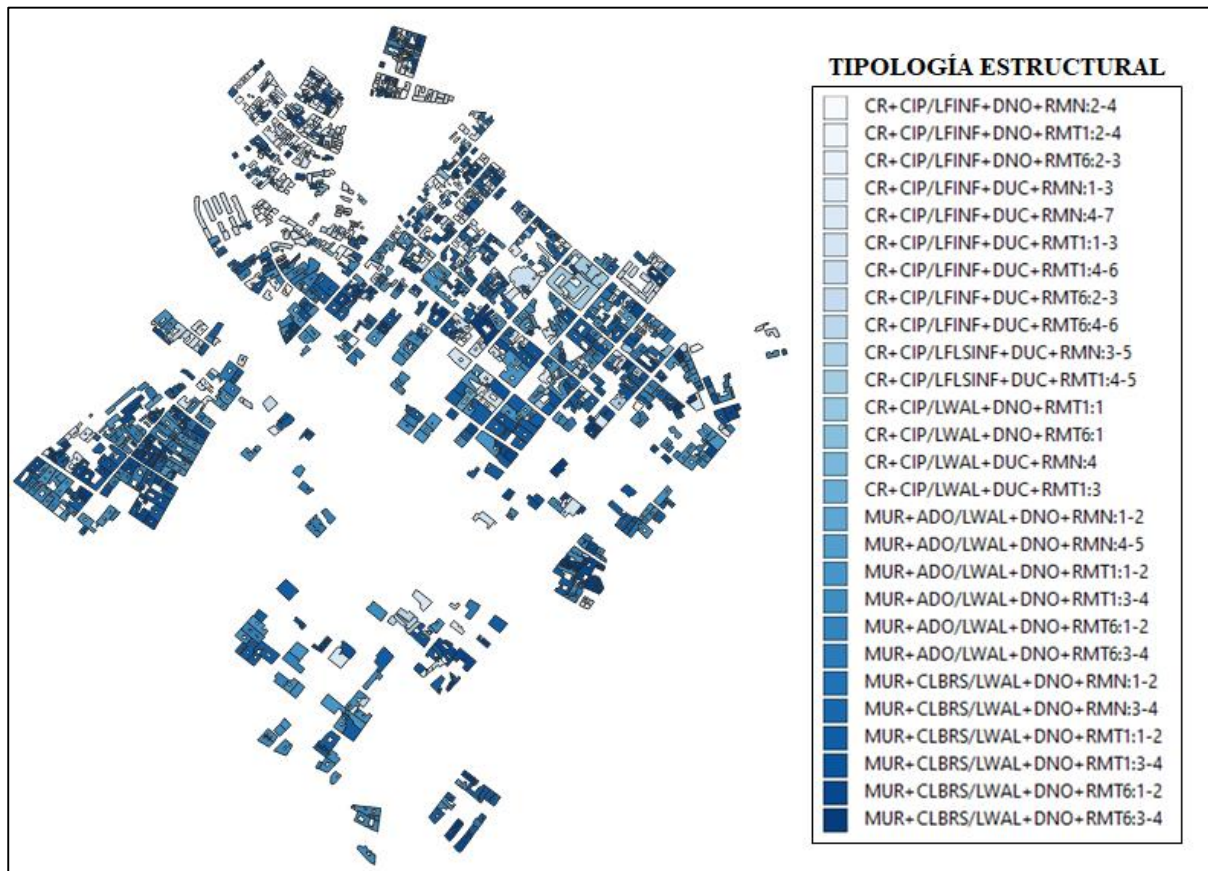 TIPOLOGÍA ESTRUCTURAL
CR+CIP/LFINF+DNO+RMN:2-4
CR+CIP/LFINF+DNO+RMT1:2-4
CR+CIP/LFINF+DNO+RMT6:2-3
CR+CIP/LFINF+DUC+RMN:1-3
CR+CIP/LFINF+DUC+RMN:4-7
CR+CIP/LFINF+DUC+RMT1:1-3
CR+CIP/LFINF+DUC+RMT1:4-6
CR+CIP/LFINF+DUC+RMT6:2-3
CR+CIP/LFINF+DUC+RMT6:4-6
CR+CIP/LFLSINF+DUC+RMN:3-5
CR+CIP/LFLSINF+DUC+RMT1:4-5
CR+CIP/LWAL+DNO+RMT1:1
CR+CIP/LWAL+DNO+RMT6:1
CR+CIP/LWAL+DUC+RMN:4
CR+CIP/LWAL+DUC+RMT1:3
MUR+ADO/LWAL+DNO+RMN:1-2
MUR+ADO/LWAL+DNO+RMN:4-5
MUR+ADO/LWAL+DNO+RMT1:1-2
MUR+ADO/LWAL+DNO+RMT1:3-4
MUR+ADO/LWAL+DNO+RMT6:1-2
MUR+ADO/LWAL+DNO+RMT6:3-4
MUR+CLBRS/LWAL+DNO+RMN:1-2
MUR+CLBRS/LWAL+DNO+RMN:3-4
MUR+CLBRS/LWAL+DNO+RMT1:1-2
MUR+CLBRS/LWAL+DNO+RMT1:3-4
MUR+CLBRS/LWAL+DNO+RMT6:1-2
MUR+CLBRS/LWAL+DNO+RMT6:3-4